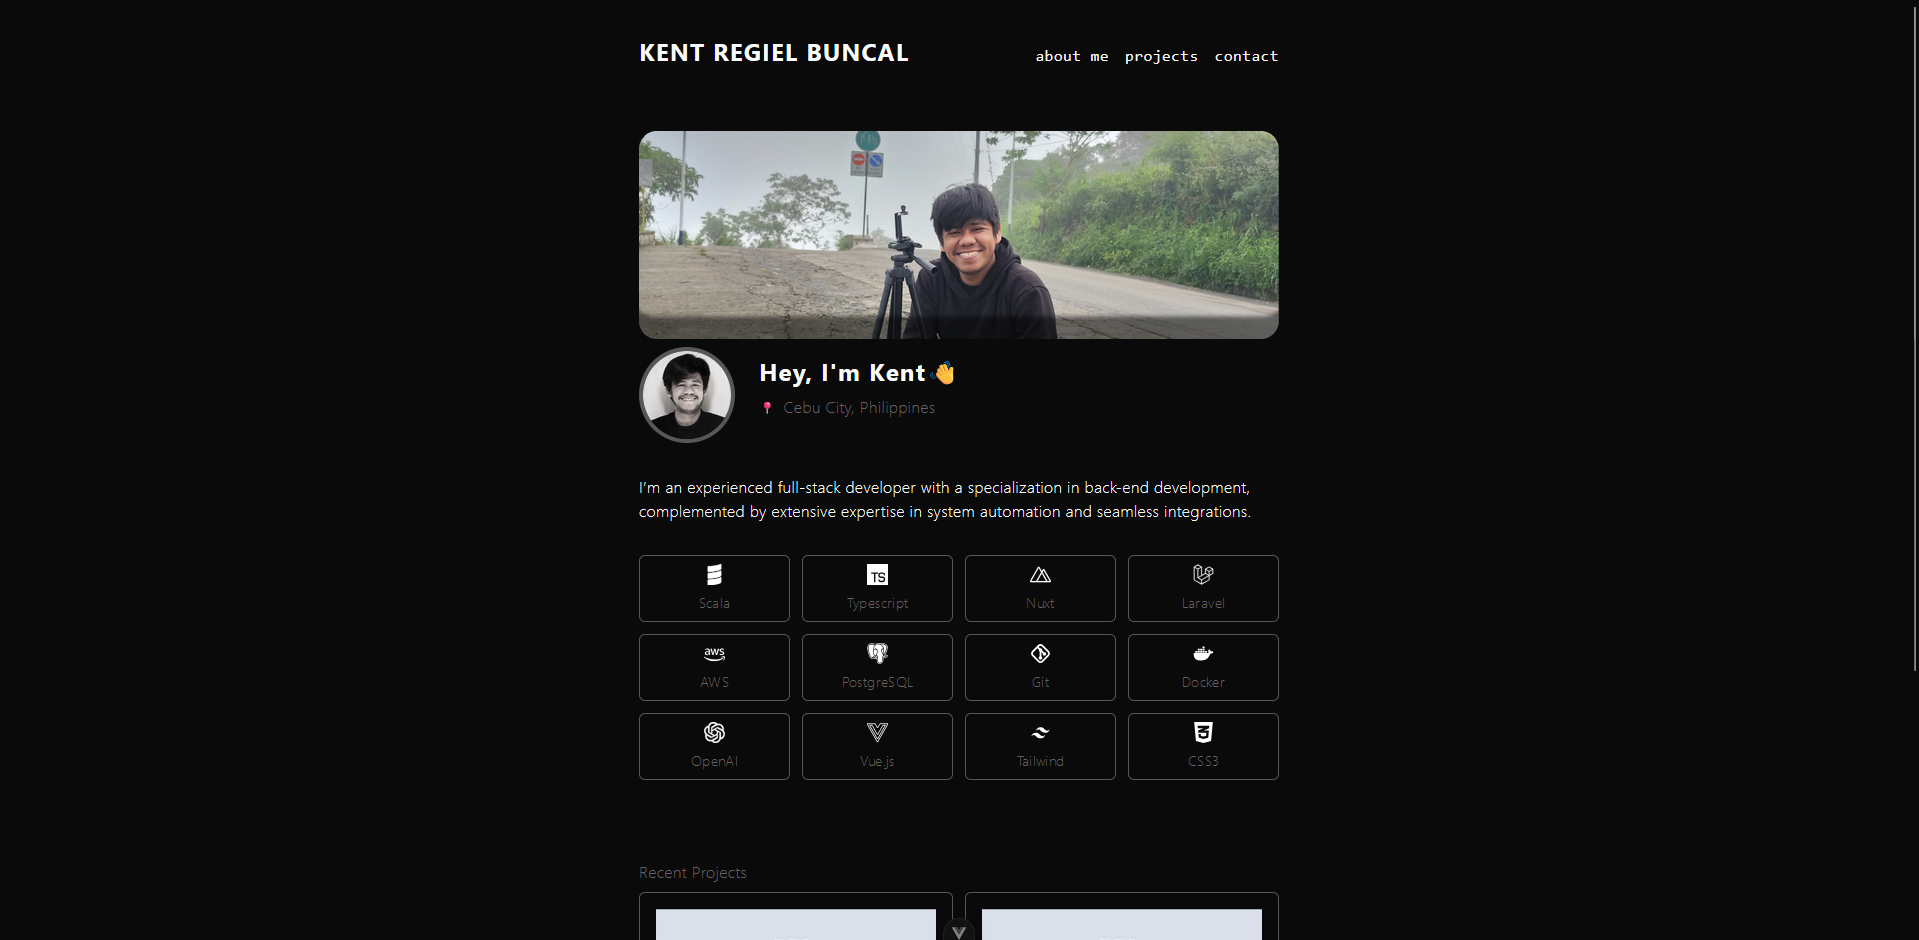 KENT REGIEL BUNCAL
about me projects contact
Hey, I'm Kent 👋
📍 Cebu City, Philippines
I'm an experienced full-stack developer with a specialization in back-end development,
complemented by extensive expertise in system automation and seamless integrations.
TS
Scala Typescript Nuxt Laravel
aws
AWS PostgreSQL Git Docker
3
OpenAI Vue.js Tailwind CSS3
Recent Projects